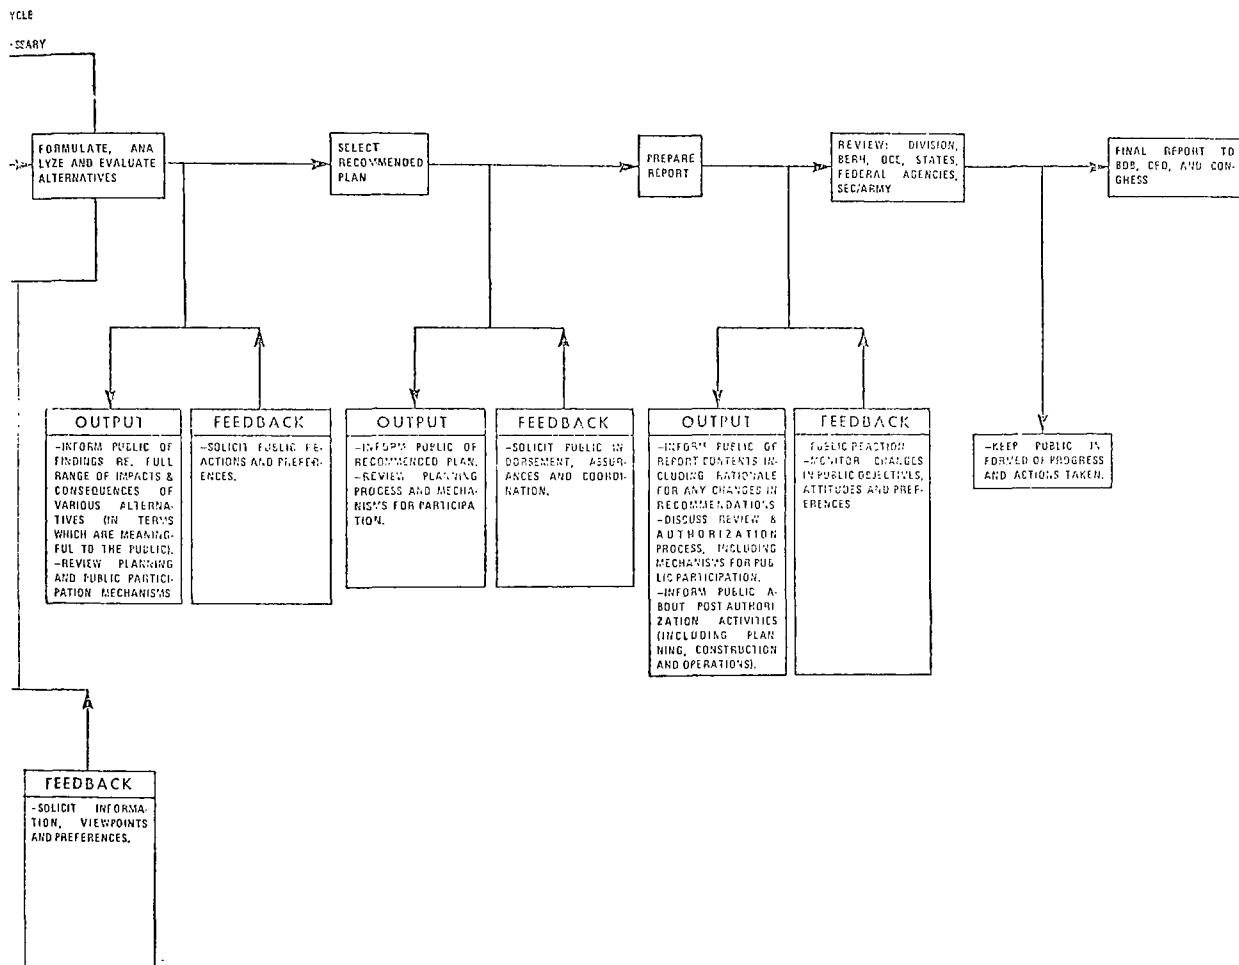 YCLE
SSARY
FORMULATE, ANA
LYZE AND EVALUATE
ALTERNATIVES
SELECT
RECOMMENDED
PLAN
PREPARE
REPORT
REVIEW: DIVISION,
BERH, OCE, STATES,
FEDERAL AGENCIES,
SEC/ARMY
FINAL REPORT TO
BOB, CEQ, AND CON-
GHESS
OUTPUT
-INFORM PUBLIC OF
FINDINGS RE. FULL
RANGE OF IMPACTS &
CONSEQUENCES OF
VARIOUS ALTERNA-
TIVES (IN TERMS
WHICH ARE MEANING-
FUL TO THE PUBLIC).
-REVIEW PLANNING
AND PUBLIC PARTICI-
PATION MECHANISMS
FEEDBACK
-SOLICIT PUBLIC RE-
ACTIONS AND PREFER-
ENCES.
OUTPUT
-INFORM PUBLIC OF
RECOMMENDED PLAN.
-REVIEW PLANNING
PROCESS AND MECHA-
NISMS FOR PARTICIPA
TION.
FEEDBACK
-SOLICIT PUBLIC IN
DORSEMENT, ASSUR-
ANCES AND COORDI-
NATION.
OUTPUT
-INFORM PUBLIC OF
REPORT CONTENTS IN-
CLUDING RATIONALE
FOR ANY CHANGES IN
RECOMMENDATIONS
-DISCUSS REVIEW &
AUTHORIZATION
PROCESS, INCLUDING
MECHANISMS FOR PUB
LIC PARTICIPATION.
-INFORM PUBLIC A-
BOUT POST AUTHORI
ZATION ACTIVITIES
(INCLUDING PLAN
NING, CONSTRUCTION
AND OPERATIONS).
FEEDBACK
PUBLIC REACTION
-MONITOR CHANGES
IN PUBLIC OBJECTIVES,
ATTITUDES AND PREF-
ERENCES
-KEEP PUBLIC IN
FORMED OF PROGRESS
AND ACTIONS TAKEN.
FEEDBACK
-SOLICIT INFORMA-
TION, VIEWPOINTS
AND PREFERENCES.